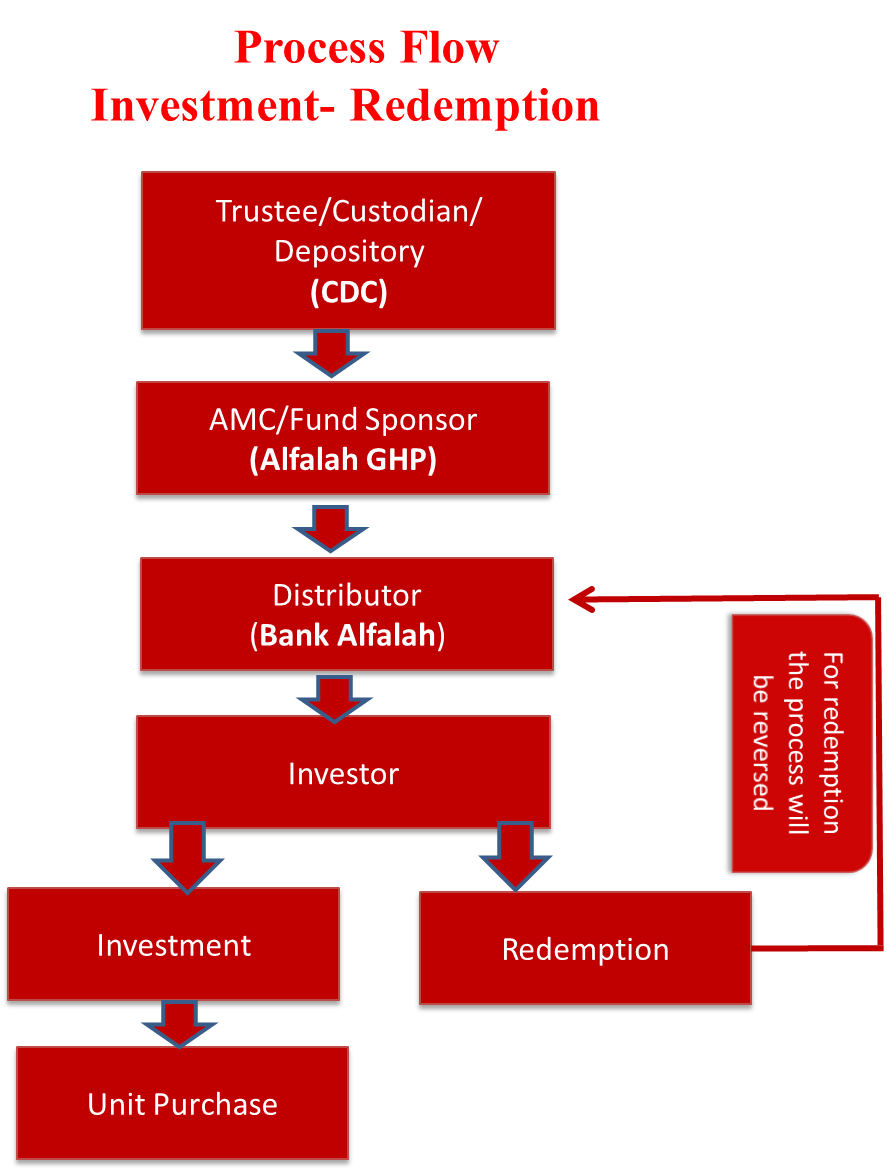 Process Flow
Investment- Redemption
Trustee/Custodian/
Depository
(CDC)
AMC/Fund Sponsor
(Alfalah GHP)
Distributor
(Bank Alfalah)
For redemption
the process will
be reversed
Investor
Investment
Redemption
Unit Purchase